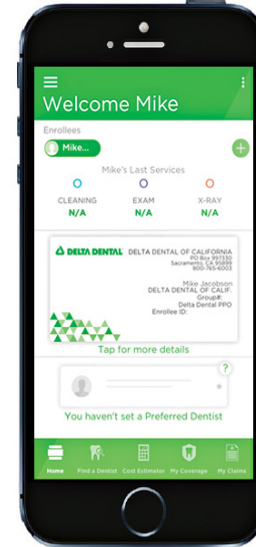 Welcome Mike
Enrollees
Mike...
Mike's Last Services
CLEANING
N/A
EXAM
N/A
X-RAY
N/A
DELTA DENTAL
DELTA DENTAL OF CALIFORNIA
PO Box 997330
Sacramento, CA 95899
800-765-6003
Mike Jacobson
DELTA DENTAL OF CALIF.
Group#:
Delta Dental PPO
Enrollee ID:
Tap for more details
?
You haven't set a Preferred Dentist
Home
Find a Dentist
Cost Estimator
My Coverage
My Claims